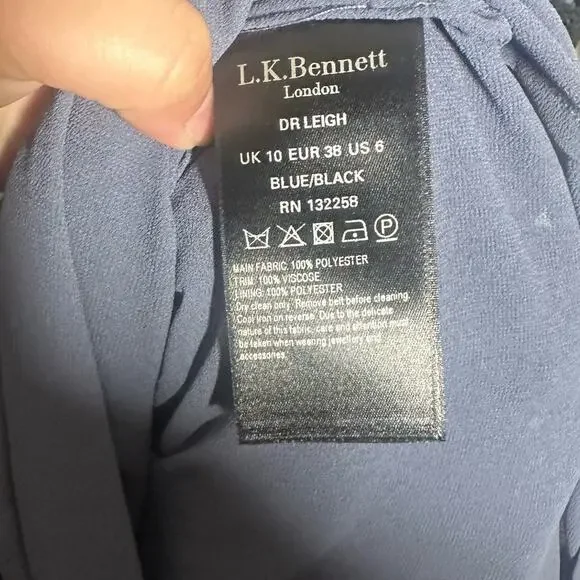 L.K.Bennett
London
DR LEIGH
UK 10 EUR 38 US 6
BLUE/BLACK
RN 132258
P
MAIN FABRIC: 100% POLYESTER
TRIM: 100% VISCOSE
LINING: 100% POLYESTER
Dry clean only. Remove belt before cleaning.
Cool iron on reverse. Due to the delicate
nature of this fabric, care and attention must
be taken when wearing jewellery and
accessories.